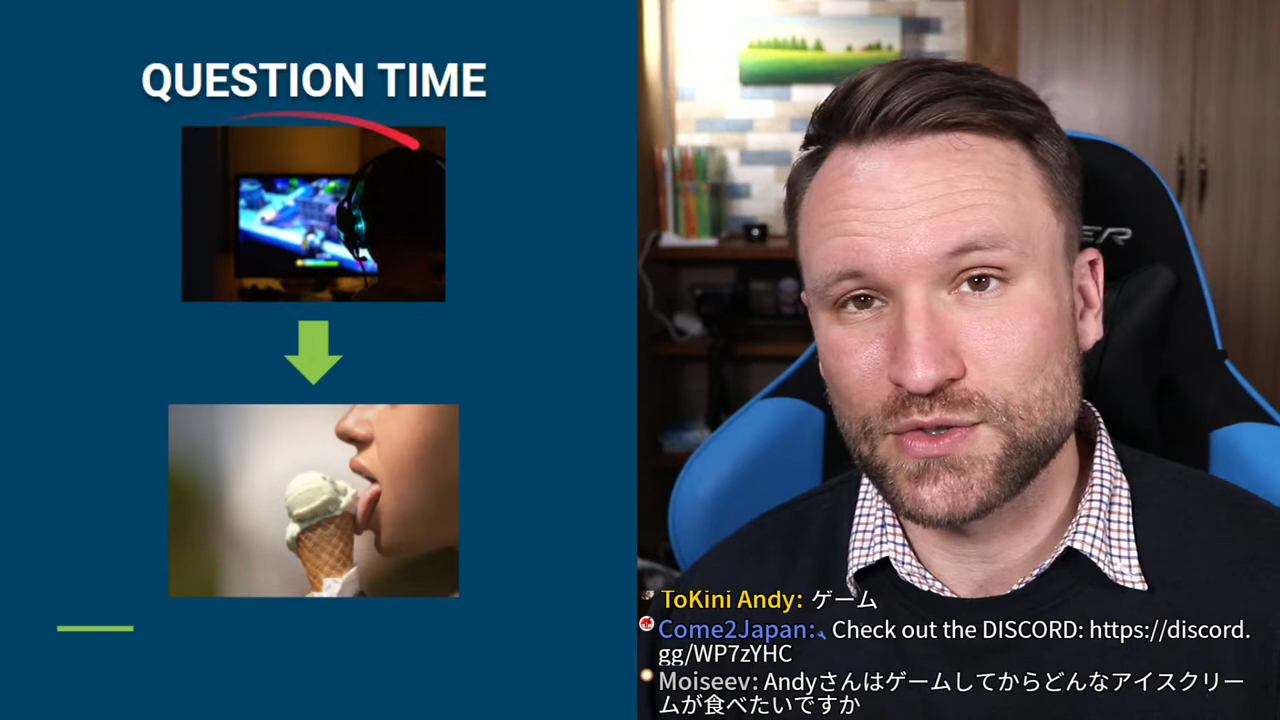 QUESTION TIME
ToKini Andy: ゲーム
Come2Japan: Check out the DISCORD: https://discord.
gg/WP7zYHC
Moiseev: Andyさんはゲームしてからどんなアイスクリー
ムが食べたいですか